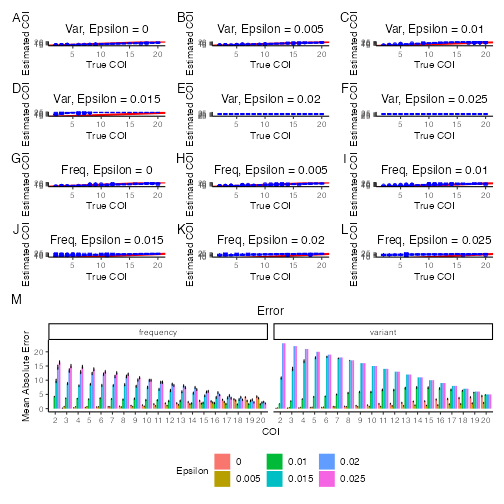 A Var, Epsilon = 0
Estimated COI
5 10 15 20
True COI
B Var, Epsilon = 0.005
Estimated COI
5 10 15 20
True COI
C Var, Epsilon = 0.01
Estimated COI
5 10 15 20
True COI
D Var, Epsilon = 0.015
Estimated COI
5 10 15 20
True COI
E Var, Epsilon = 0.02
Estimated COI
5 10 15 20
True COI
F Var, Epsilon = 0.025
Estimated COI
5 10 15 20
True COI
G Freq, Epsilon = 0
Estimated COI
5 10 15 20
True COI
H Freq, Epsilon = 0.005
Estimated COI
5 10 15 20
True COI
I Freq, Epsilon = 0.01
Estimated COI
5 10 15 20
True COI
J Freq, Epsilon = 0.015
Estimated COI
5 10 15 20
True COI
K Freq, Epsilon = 0.02
Estimated COI
5 10 15 20
True COI
L Freq, Epsilon = 0.025
Estimated COI
5 10 15 20
True COI
M
Error
frequency
variant
Mean Absolute Error
20
15
10
5
0
2 3 4 5 6 7 8 9 10 11 12 13 14 15 16 17 18 19 20
2 3 4 5 6 7 8 9 10 11 12 13 14 15 16 17 18 19 20
COI
Epsilon
0 0.01 0.02
0.005 0.015 0.025